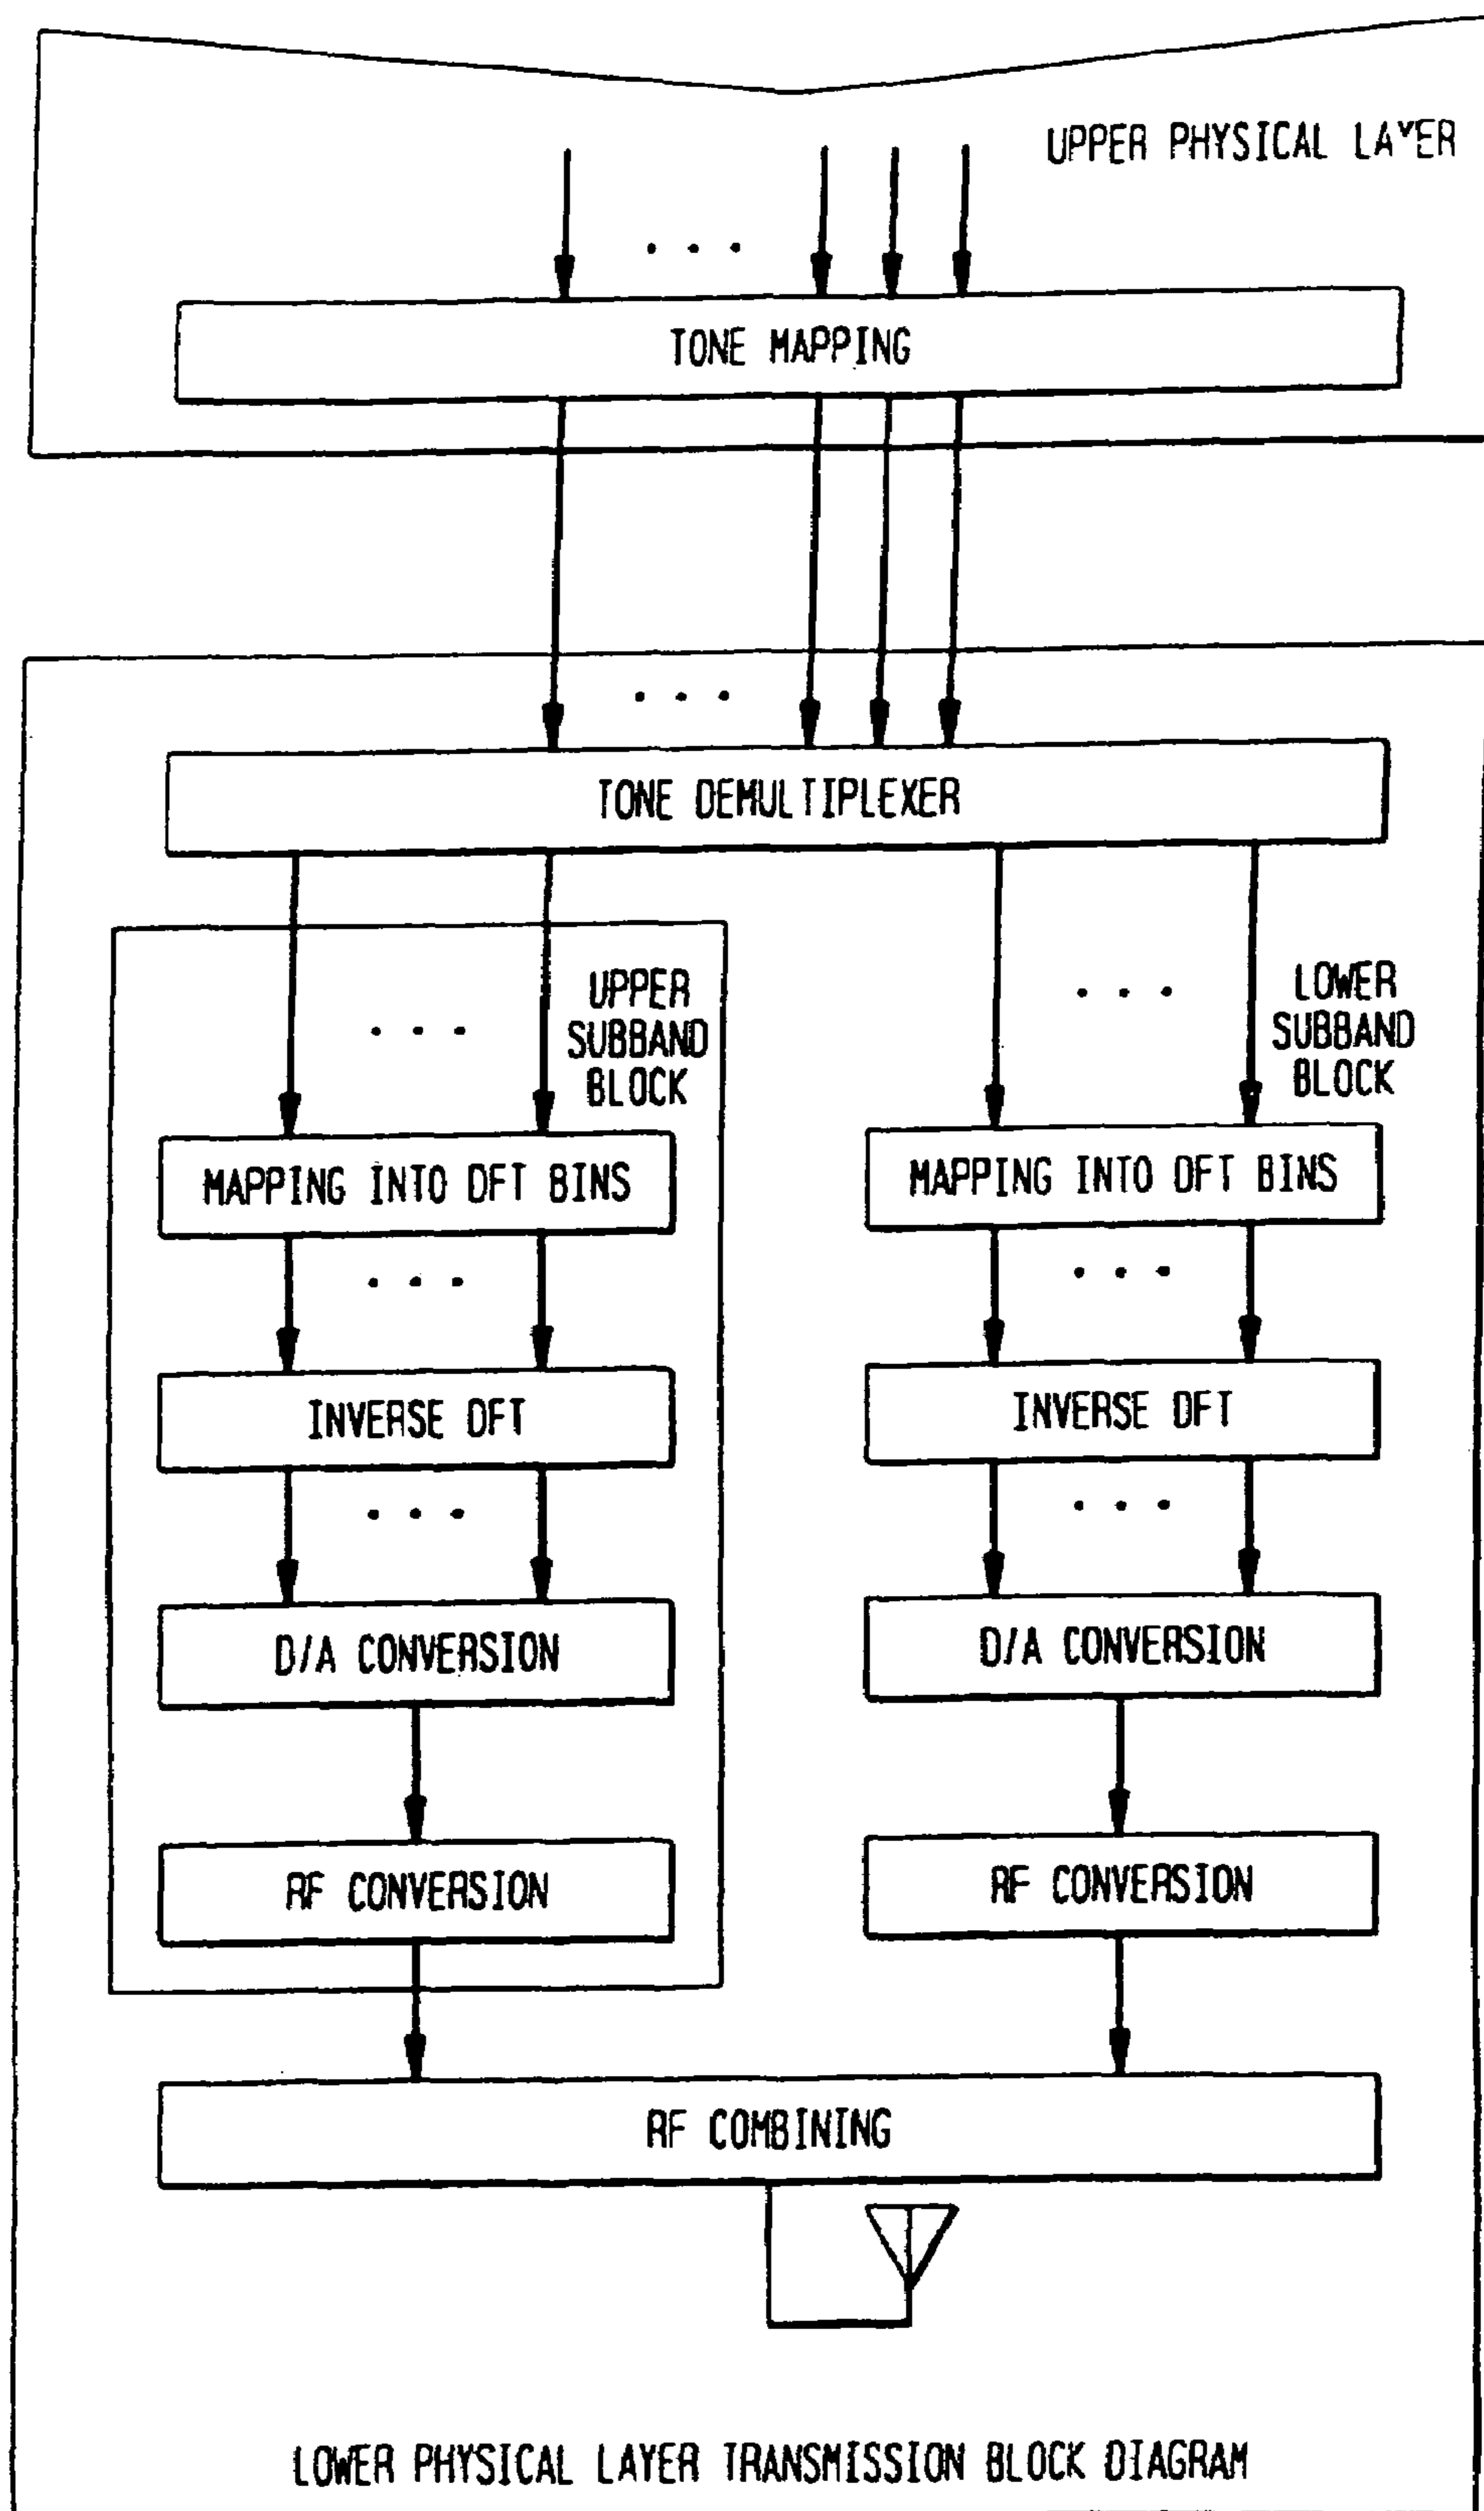 UPPER PHYSICAL LAYER
TONE MAPPING
TONE DEMULTIPLEXER
UPPER
SUBBAND
BLOCK
LOWER
SUBBAND
BLOCK
MAPPING INTO DFT BINS
MAPPING INTO DFT BINS
INVERSE DFT
INVERSE DFT
D/A CONVERSION
D/A CONVERSION
RF CONVERSION
RF CONVERSION
RF COMBINING
LOWER PHYSICAL LAYER TRANSMISSION BLOCK DIAGRAM